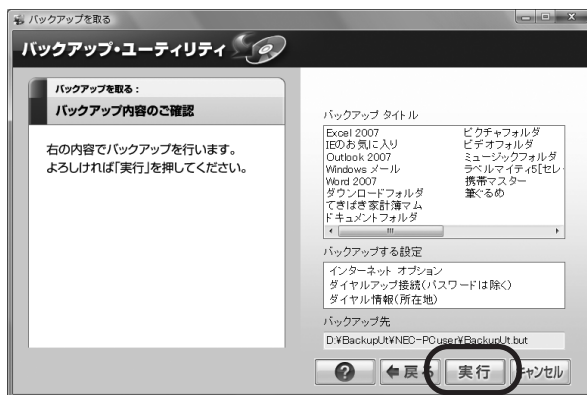 バックアップを取る
バックアップ・ユーティリティ
バックアップを取る：
バックアップ内容のご確認
右の内容でバックアップを行います。
よろしければ「実行」を押してください。
バックアップ タイトル
Excel 2007
IEのお気に入り
Outlook 2007
Windows メール
Word 2007
ダウンロードフォルダ
てきぱき家計簿マム
ドキュメントフォルダ
ピクチャフォルダ
ビデオフォルダ
ミュージックフォルダ
ラベルマイティ5[セレ
携帯マスター
筆ぐるめ
バックアップする設定
インターネット オプション
ダイヤルアップ接続(パスワードは除く)
ダイヤル情報(所在地)
バックアップ先
D:¥BackupUt¥NEC-PCuser¥BackupUt.but
?
戻る
実行
キャンセル